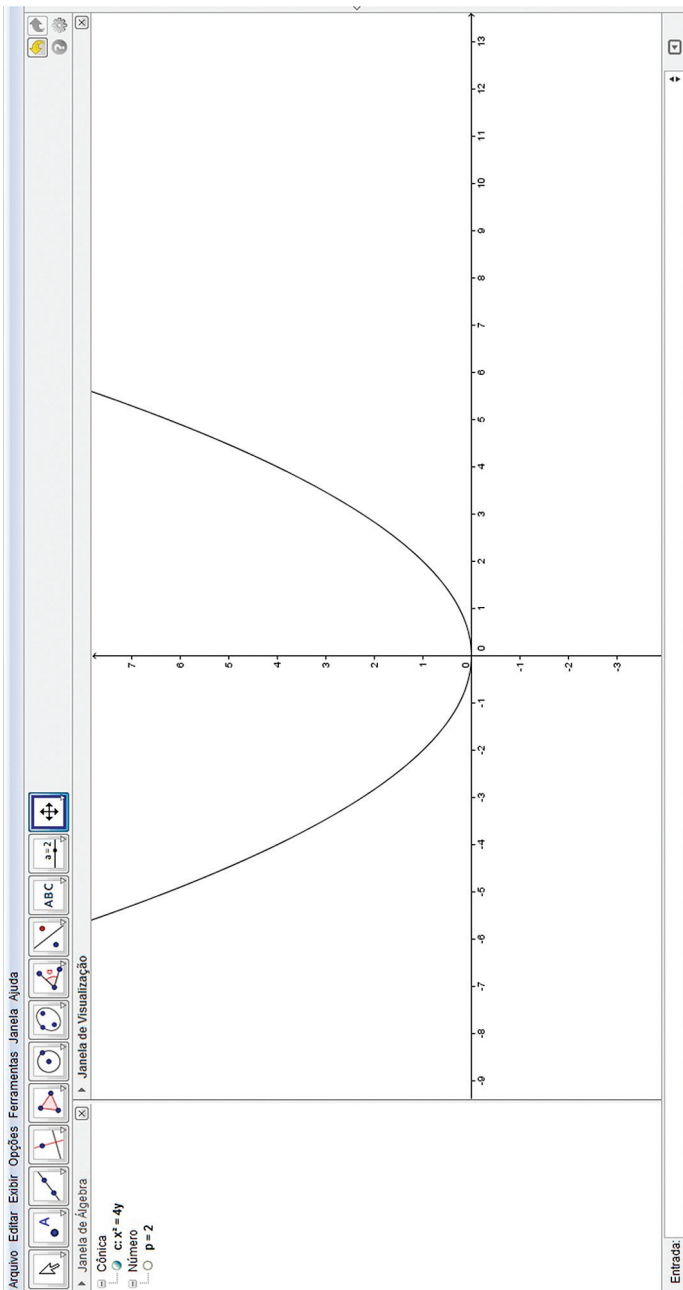 Arquivo Editar Exibir Opções Ferramentas Janela Ajuda
A
α
ABC
a = 2
Janela de Álgebra
Janela de Visualização
Cônica
c: x² = 4y
Número
p = 2
7
6
5
4
3
2
1
0
-1
-2
-3
-9 -8 -7 -6 -5 -4 -3 -2 -1 0 1 2 3 4 5 6 7 8 9 10 11 12 13
Entrada: